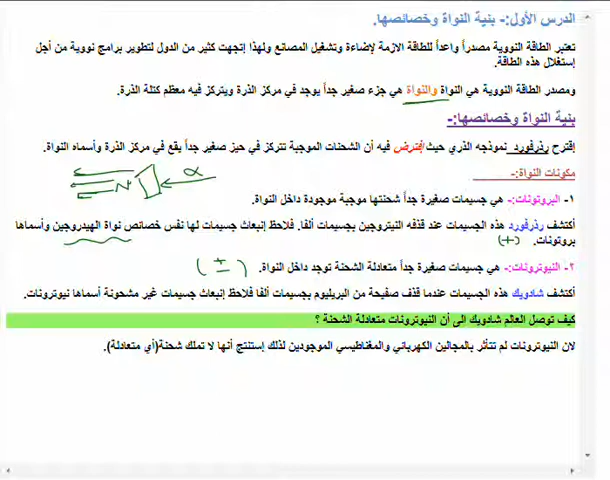 الدرس الأول:- بنية النواة وخصائصها.
تعتبر الطاقة النووية مصدراً واعداً للطاقة الازمة لإضاءة وتشغيل المصانع ولهذا إتجهت كثير من الدول لتطوير برامج نووية من أجل
إستغلال هذه الطاقة.
ومصدر الطاقة النووية هي النواة والنواة هي جزء صغير جداً يوجد في مركز الذرة ويتركز فيه معظم كتلة الذرة.
بنية النواة وخصائصها:-
إقترح رذرفورد نموذجه الذري حيث إفترض فيه أن الشحنات الموجبة تتركز في حيز صغير جداً يقع في مركز الذرة وأسماه النواة.
مكونات النواة:-
α
N
١- البروتونات:- هي جسيمات صغيرة جداً شحنتها موجبة موجودة داخل النواة.
أكتشف رذرفورد هذه الجسيمات عند قذفه النيتروجين بجسيمات ألفا. فلاحظ إنبعاث جسيمات لها نفس خصائص نواة الهيدروجين وأسماها
بروتونات. (+)
٢- النيوترونات:- هي جسيمات صغيرة جداً متعادلة الشحنة توجد داخل النواة. (±)
أكتشف شادويك هذه الجسيمات عندما قذف صفيحة من البريليوم بجسيمات ألفا فلاحظ إنبعاث جسيمات غير مشحونة أسماها نيوترونات.
كيف توصل العالم شادويك الى أن النيوترونات متعادلة الشحنة ؟
لان النيوترونات لم تتأثر بالمجالين الكهربائي والمغناطيسي الموجودين لذلك إستنتج أنها لا تملك شحنة(أي متعادلة).